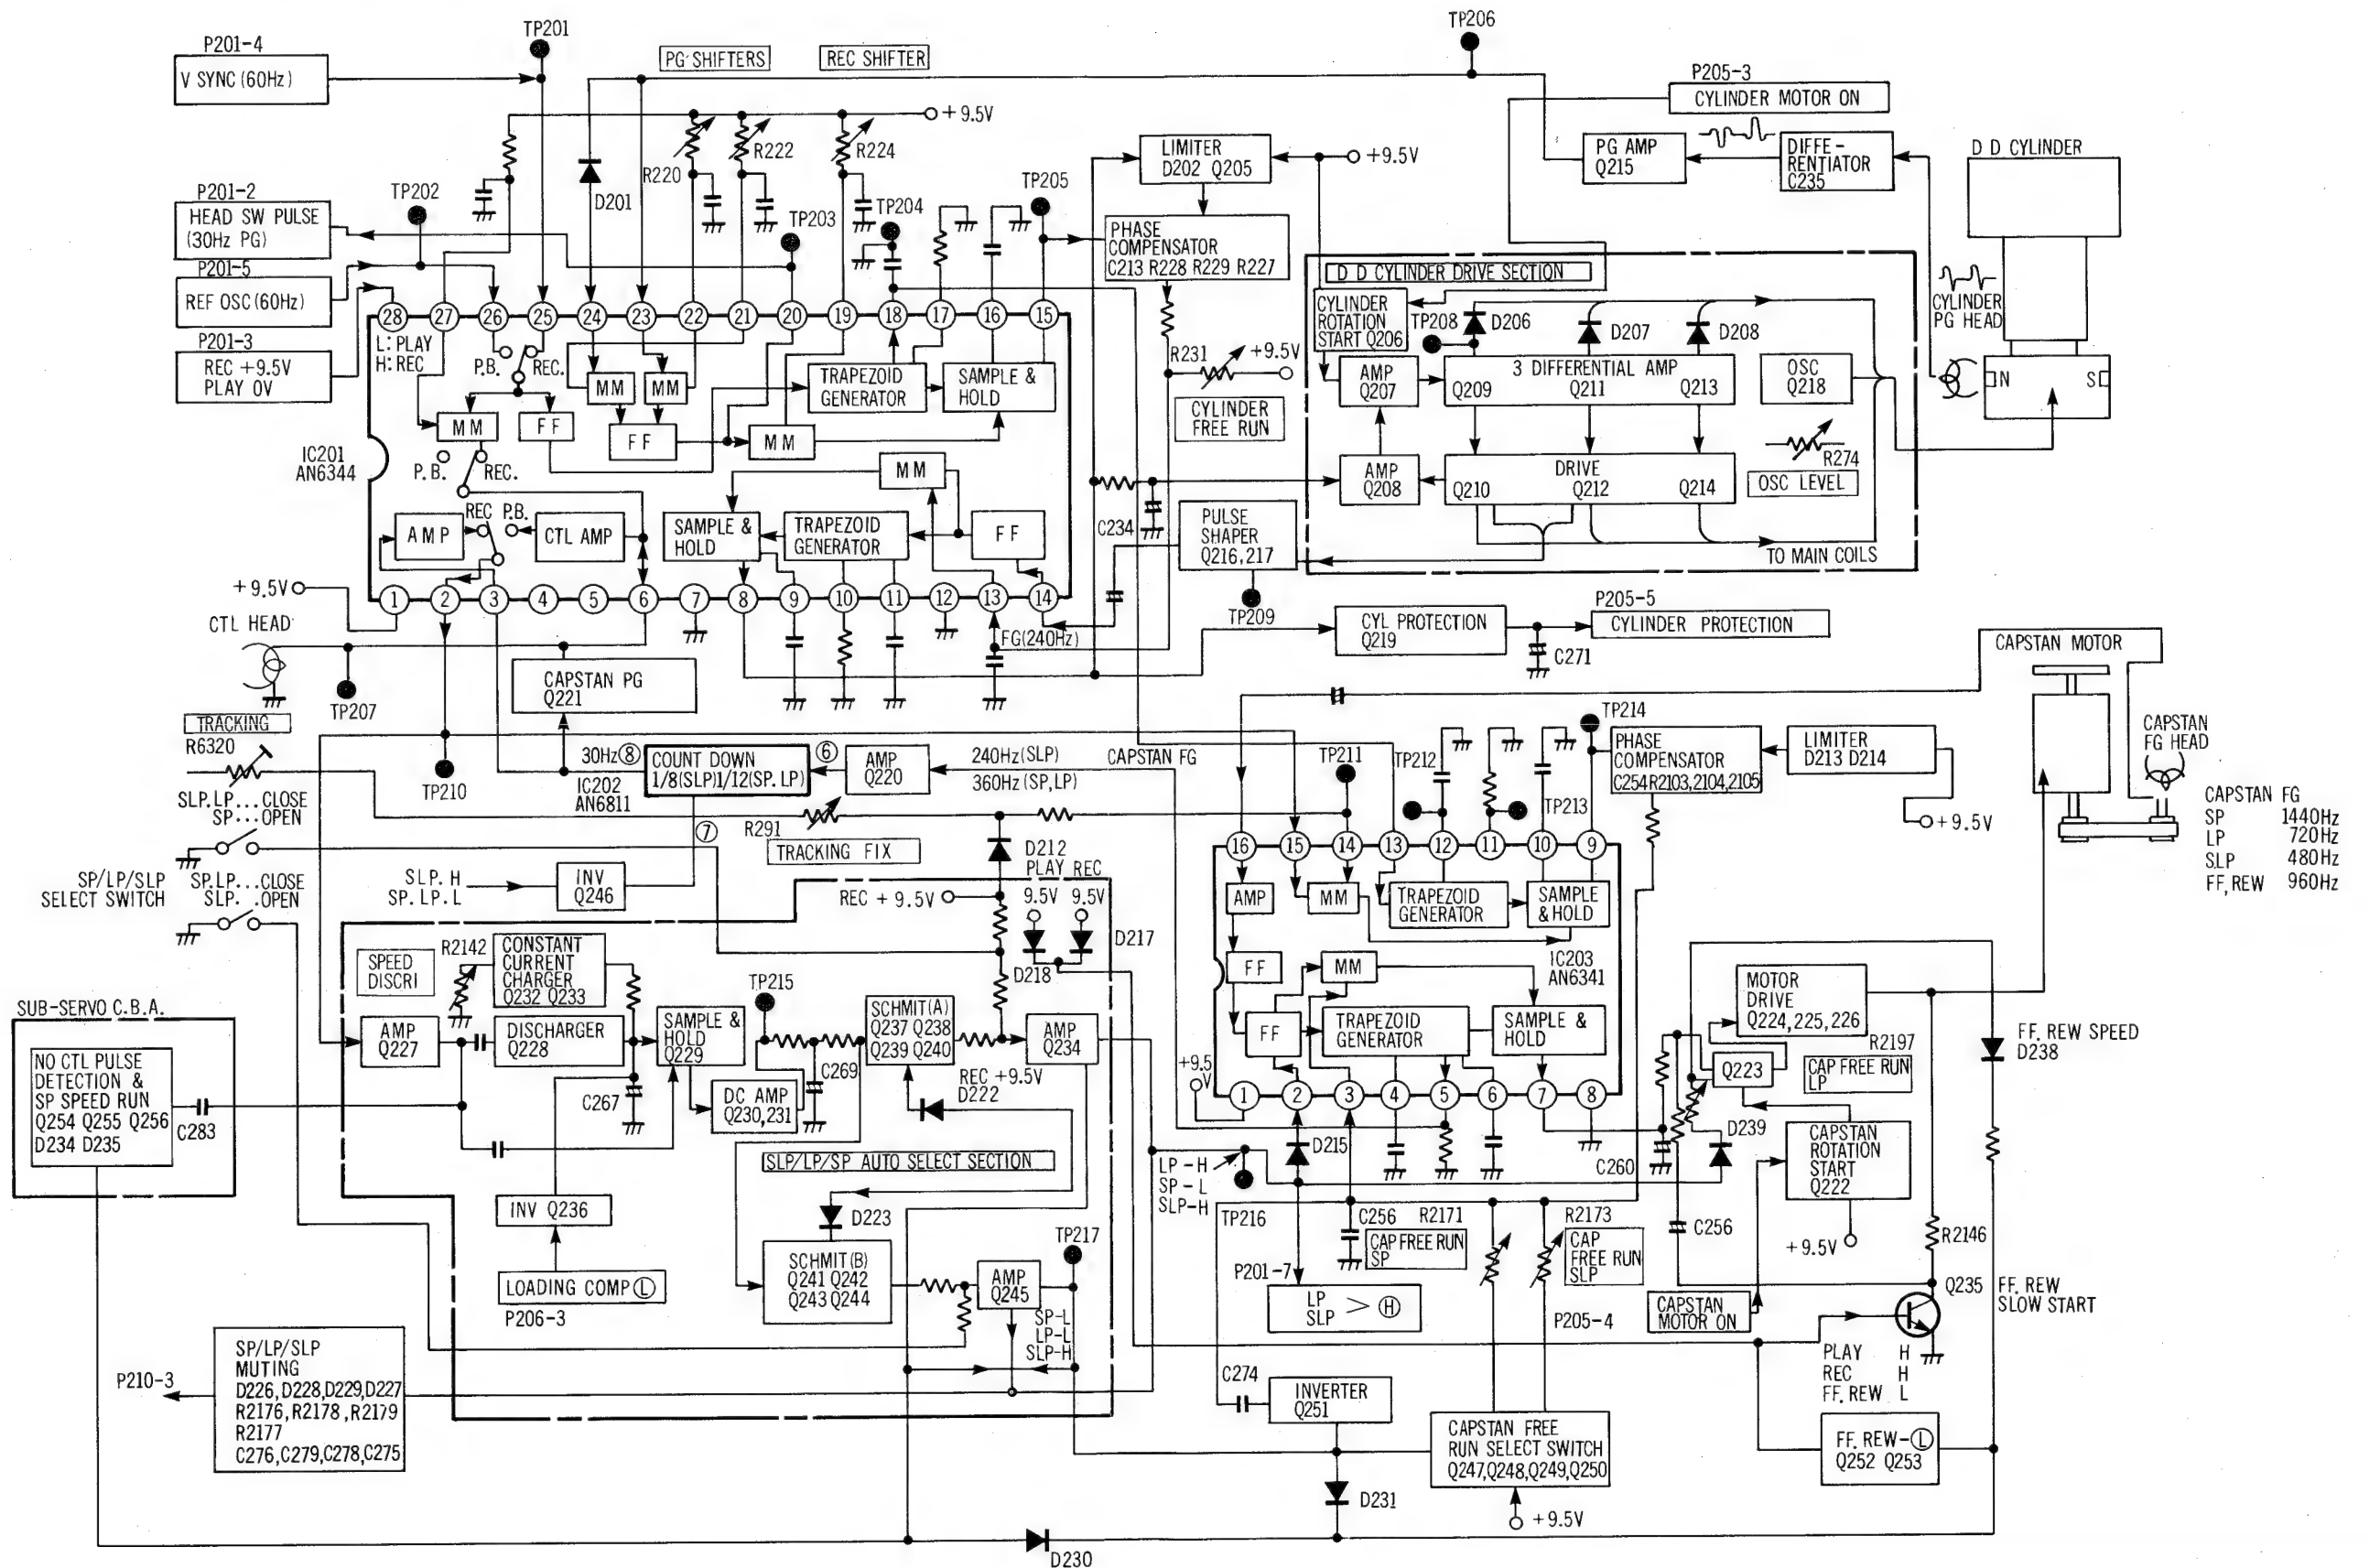 P201-4
V SYNC (60Hz)
TP201
PG SHIFTERS
REC SHIFTER
TP206
P205-3
CYLINDER MOTOR ON
+9.5V
R220
R222
R224
D201
P201-2
HEAD SW PULSE
(30Hz PG)
TP202
P201-5
REF OSC (60Hz)
P201-3
REC +9.5V
PLAY 0V
TP203
TP204
TP205
LIMITER
D202 Q205
+9.5V
PHASE
COMPENSATOR
C213 R228 R229 R227
PG AMP
Q215
DIFFE-
RENTIATOR
C235
D D CYLINDER
CYLINDER
PG HEAD
N
S
28 27 26 25 24 23 22 21 20 19 18 17 16 15
L: PLAY
H: REC
P.B.
REC.
MM
FF
MM
MM
FF
MM
TRAPEZOID
GENERATOR
SAMPLE &
HOLD
IC201
AN6344
P.B.
REC.
MM
AMP
REC
P.B.
CTL AMP
SAMPLE &
HOLD
TRAPEZOID
GENERATOR
FF
1 2 3 4 5 6 7 8 9 10 11 12 13 14
FG(240Hz)
R231
+9.5V
CYLINDER
FREE RUN
D D CYLINDER DRIVE SECTION
CYLINDER
ROTATION
START Q206
TP208
D206
D207
D208
AMP
Q207
3 DIFFERENTIAL AMP
Q209
Q211
Q213
OSC
Q218
R274
OSC LEVEL
AMP
Q208
DRIVE
Q210
Q212
Q214
TO MAIN COILS
C234
PULSE
SHAPER
Q216,217
TP209
CYL PROTECTION
Q219
C271
P205-5
CYLINDER PROTECTION
+9.5V
CTL HEAD
TP207
TRACKING
R6320
CAPSTAN PG
Q221
TP210
30Hz
8
COUNT DOWN
1/8(SLP)1/12(SP. LP)
IC202
AN6811
6
AMP
Q220
240Hz(SLP)
360Hz(SP,LP)
CAPSTAN FG
7
SLP.LP...CLOSE
SP...OPEN
SP/LP/SLP
SELECT SWITCH
SP.LP...CLOSE
SLP...OPEN
SLP. H
SP. LP. L
INV
Q246
R291
TRACKING FIX
D212
PLAY REC
9.5V
9.5V
REC +9.5V
D218
D217
TP211
TP212
TP213
TP214
PHASE
COMPENSATOR
C254 R2103,2104,2105
LIMITER
D213 D214
+9.5V
CAPSTAN MOTOR
CAPSTAN
FG HEAD
CAPSTAN FG
SP 1440Hz
LP 720Hz
SLP 480Hz
FF, REW 960Hz
16 15 14 13 12 11 10 9
AMP
MM
TRAPEZOID
GENERATOR
SAMPLE
& HOLD
IC203
AN6341
FF
MM
FF
TRAPEZOID
GENERATOR
SAMPLE &
HOLD
+9.5
V
1 2 3 4 5 6 7 8
SUB-SERVO C.B.A.
NO CTL PULSE
DETECTION &
SP SPEED RUN
Q254 Q255 Q256
D234 D235
C283
SPEED
DISCRI
R2142
CONSTANT
CURRENT
CHARGER
Q232 Q233
AMP
Q227
DISCHARGER
Q228
C267
SAMPLE &
HOLD
Q229
TP215
DC AMP
Q230,231
C269
SCHMIT(A)
Q237 Q238
Q239 Q240
AMP
Q234
REC +9.5V
D222
SLP/LP/SP AUTO SELECT SECTION
INV Q236
LOADING COMP L
P206-3
D223
SCHMIT(B)
Q241 Q242
Q243 Q244
AMP
Q245
TP217
SP-L
LP-L
SLP-H
P210-3
SP/LP/SLP
MUTING
D226, D228, D229, D227
R2176, R2178, R2179
R2177
C276, C279, C278, C275
D215
LP-H
SP-L
SLP-H
TP216
C256
CAP FREE RUN
SP
R2171
R2173
CAP
FREE RUN
SLP
P201-7
LP
SLP > H
C274
INVERTER
Q251
P205-4
CAPSTAN FREE
RUN SELECT SWITCH
Q247,Q248,Q249,Q250
+9.5V
D231
D230
MOTOR
DRIVE
Q224, 225, 226
R2197
CAP FREE RUN
LP
Q223
D239
C260
CAPSTAN
ROTATION
START
Q222
+9.5V
C256
CAPSTAN
MOTOR ON
FF. REW SPEED
D238
R2146
Q235
FF. REW
SLOW START
PLAY H
REC H
FF. REW L
FF. REW-L
Q252 Q253